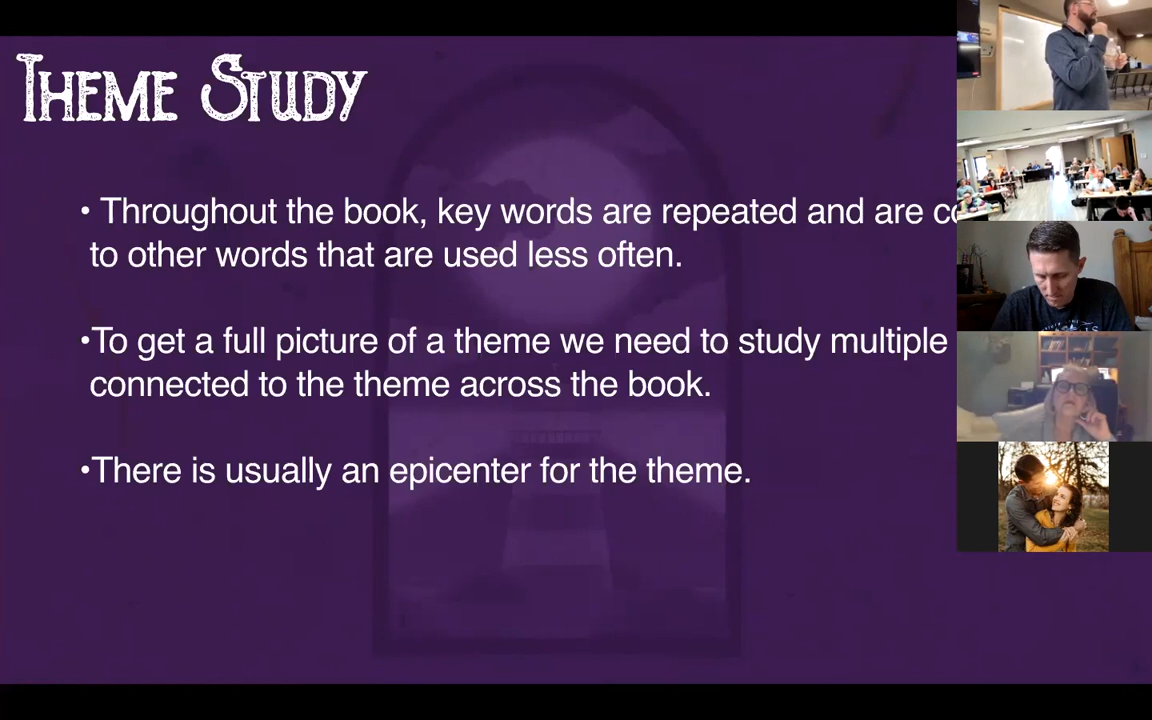 Theme Study
• Throughout the book, key words are repeated and are
to other words that are used less often.
•To get a full picture of a theme we need to study multiple
connected to the theme across the book.
•There is usually an epicenter for the theme.